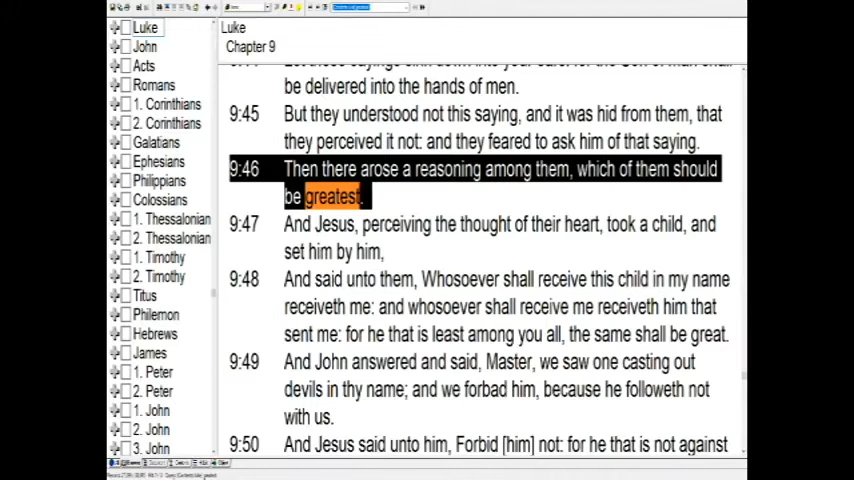 Luke
John
Acts
Romans
1. Corinthians
2. Corinthians
Galatians
Ephesians
Philippians
Colossians
1. Thessalonian
2. Thessalonian
1. Timothy
2. Timothy
Titus
Philemon
Hebrews
James
1. Peter
2. Peter
1. John
2. John
3. John
Luke
Chapter 9
be delivered into the hands of men.
9:45 But they understood not this saying, and it was hid from them, that
they perceived it not: and they feared to ask him of that saying.
9:46 Then there arose a reasoning among them, which of them should
be greatest.
9:47 And Jesus, perceiving the thought of their heart, took a child, and
set him by him,
9:48 And said unto them, Whosoever shall receive this child in my name
receiveth me: and whosoever shall receive me receiveth him that
sent me: for he that is least among you all, the same shall be great.
9:49 And John answered and said, Master, we saw one casting out
devils in thy name; and we forbad him, because he followeth not
with us.
9:50 And Jesus said unto him, Forbid [him] not: for he that is not against